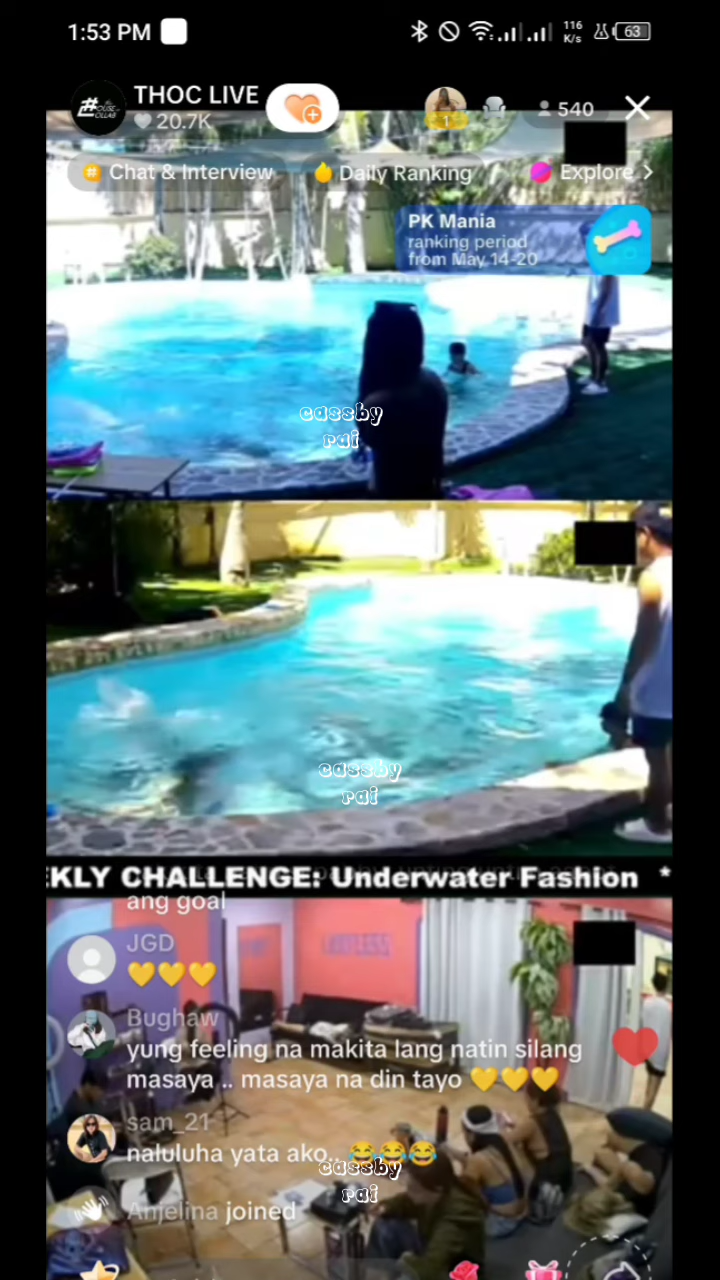 1:53 PM
116
K/s
63
THOC LIVE
20.7K
1
540
Chat & Interview
Daily Ranking
Explore
PK Mania
ranking period
from May 14-20
cassby
rai
cassby
rai
KLY CHALLENGE: Underwater Fashion *
ang goal
JGD
💛💛💛
Bughaw
yung feeling na makita lang natin silang
masaya .. masaya na din tayo 💛💛💛
sam_21
naluluha yata ako.. 😂😂😂
cassby
rai
Anjelina joined